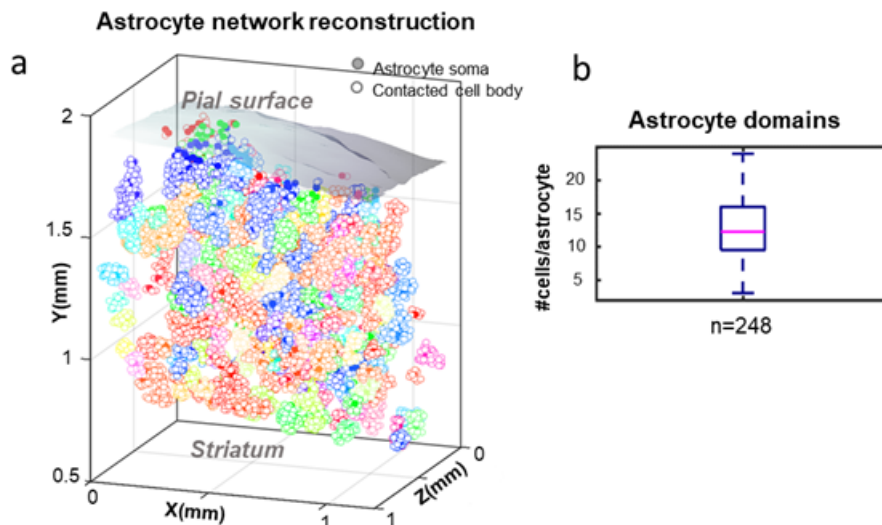 Astrocyte network reconstruction
a
Astrocyte soma
Contacted cell body
Pial surface
2
1.5
Y(mm)
1
0.5
Striatum
0
X(mm)
1
1
Z(mm)
0
b
Astrocyte domains
#cells/astrocyte
20
15
10
5
n=248